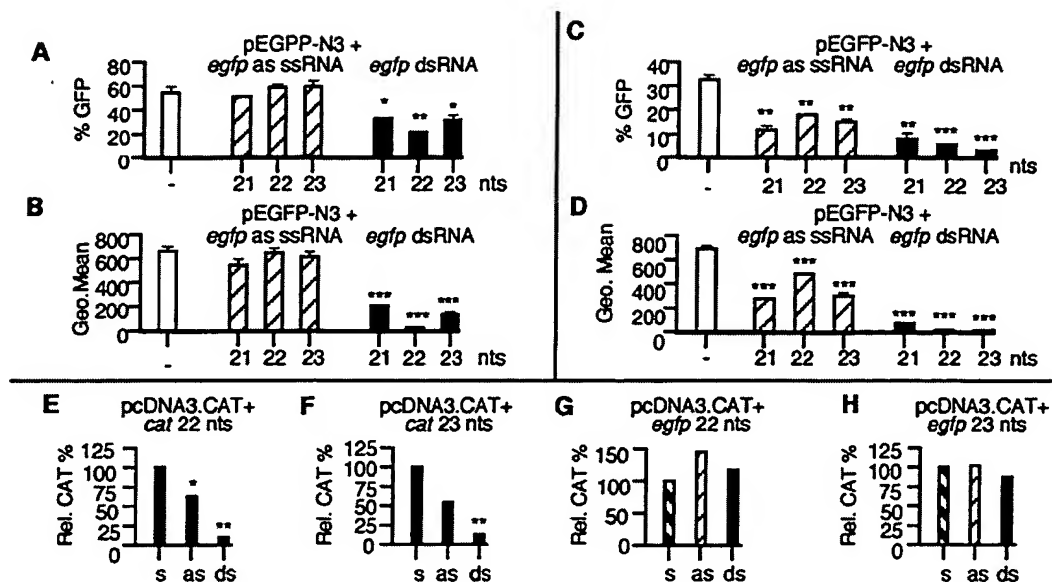 A
pEGPP-N3 +
egfp as ssRNA egfp dsRNA
% GFP
80
60
40
20
0
* ** *
- 21 22 23 21 22 23 nts
B
pEGFP-N3 +
egfp as ssRNA egfp dsRNA
Geo.Mean
800
600
400
200
0
*** *** ***
- 21 22 23 21 22 23 nts
C
pEGFP-N3 +
egfp as ssRNA egfp dsRNA
% GFP
40
30
20
10
0
** ** ** ** *** ***
- 21 22 23 21 22 23 nts
D
pEGFP-N3 +
egfp as ssRNA egfp dsRNA
Geo. Mean
800
600
400
200
0
*** *** *** *** *** ***
- 21 22 23 21 22 23 nts
E
pcDNA3.CAT+
cat 22 nts
Rel. CAT %
125
100
75
50
25
0
* **
s as ds
F
pcDNA3.CAT+
cat 23 nts
Rel. CAT %
125
100
75
50
25
0
**
s as ds
G
pcDNA3.CAT+
egfp 22 nts
Rel. CAT %
150
100
50
0
s as ds
H
pcDNA3.CAT+
egfp 23 nts
Rel. CAT %
125
100
75
50
25
0
s as ds